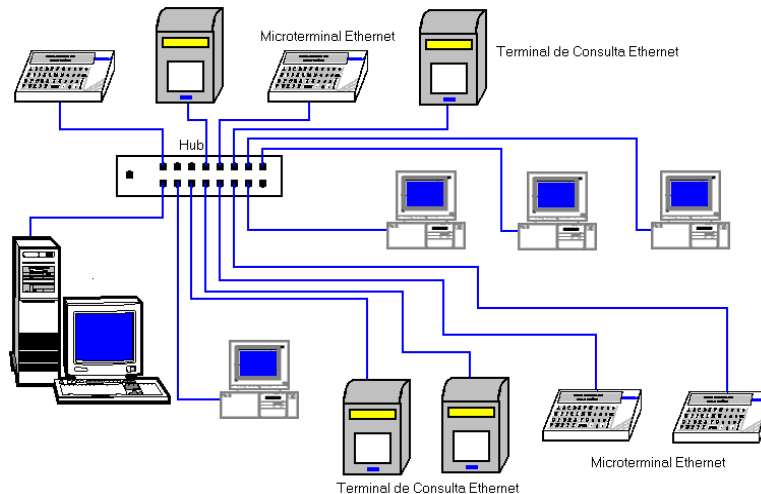 Microterminal Ethernet
Terminal de Consulta Ethernet
Hub
Microterminal Ethernet
Terminal de Consulta Ethernet